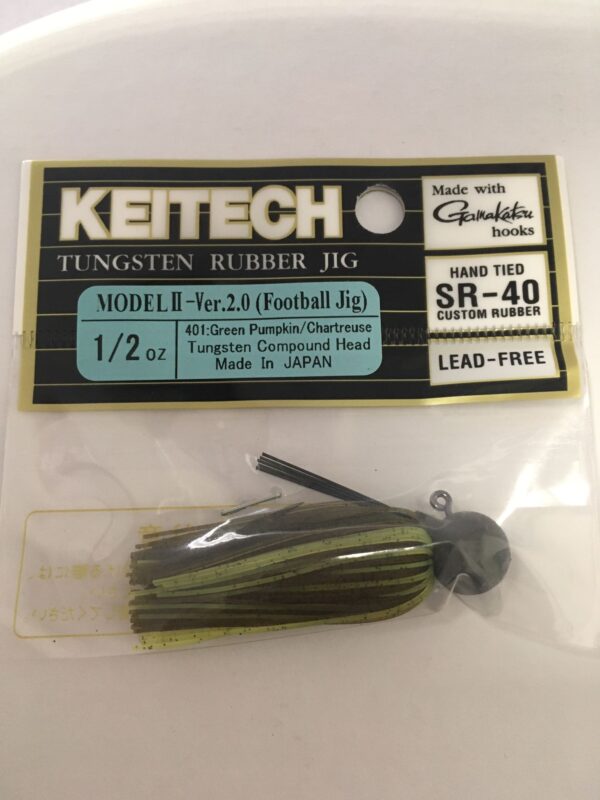 KEITECH
TUNGSTEN RUBBER JIG
MODEL II-Ver.2.0 (Football Jig)
1/2 oz
401:Green Pumpkin/Chartreuse
Tungsten Compound Head
Made In JAPAN
Made with
Gamakatsu
hooks
HAND TIED
SR-40
CUSTOM RUBBER
LEAD-FREE